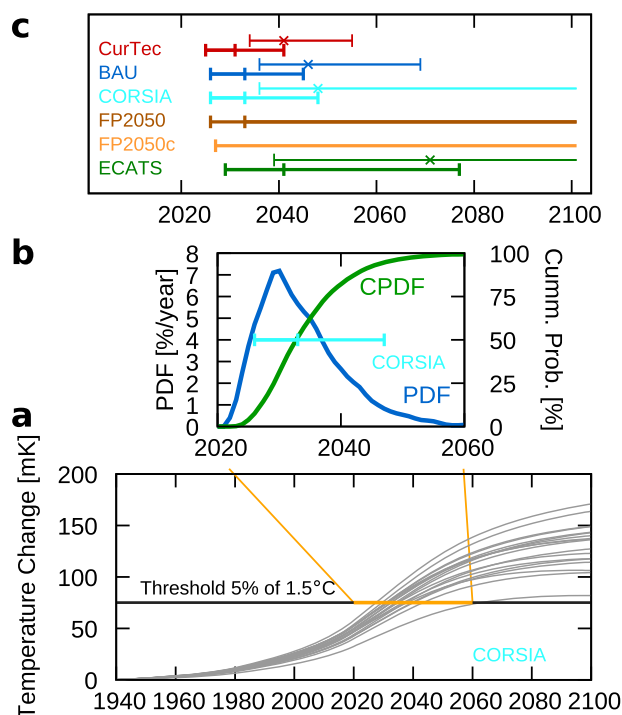 c
CurTec
BAU
CORSIA
FP2050
FP2050c
ECATS
2020 2040 2060 2080 2100
b
PDF [%/year]
8
7
6
5
4
3
2
1
0
CPDF
CORSIA
PDF
100
75
50
25
0
Cumm. Prob. [%]
2020 2040 2060
a
Temperature Change [mK]
200
150
100
50
0
Threshold 5% of 1.5°C
CORSIA
1940 1960 1980 2000 2020 2040 2060 2080 2100